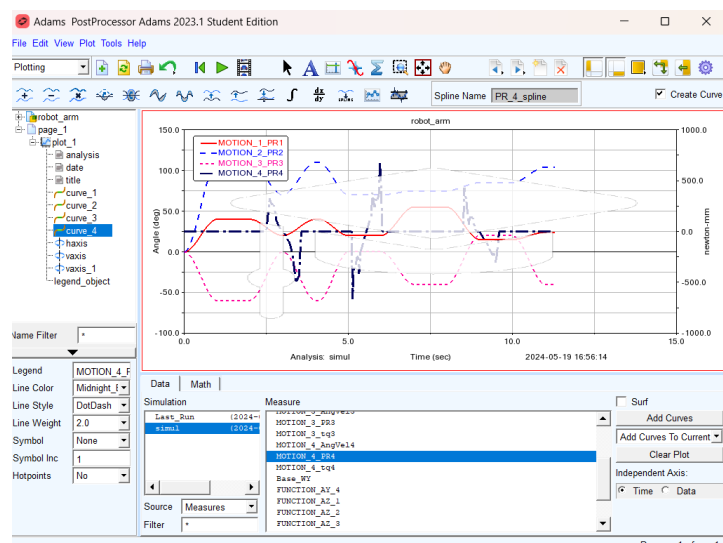 Adams PostProcessor Adams 2023.1 Student Edition
File Edit View Plot Tools Help
Plotting
Spline Name PR_4_spline Create Curve
robot_arm
page_1
plot_1
analysis
date
title
curve_1
curve_2
curve_3
curve_4
haxis
vaxis
vaxis_1
legend_object
robot_arm
150.0
100.0
50.0
0.0
-50.0
-100.0
Angle (deg)
MOTION_1_PR1
MOTION_2_PR2
MOTION_3_PR3
MOTION_4_PR4
1000.0
500.0
0.0
-500.0
-1000.0
newton-mm
0.0 5.0 10.0 15.0
Analysis: simul Time (sec) 2024-05-19 16:56:14
Name Filter *
Legend MOTION_4_F
Line Color Midnight_E
Line Style DotDash
Line Weight 2.0
Symbol None
Symbol Inc 1
Hotpoints No
Data Math
Simulation
Last_Run (2024-
simul (2024-
Source Measures
Filter *
Measure
MOTION_3_AngVel3
MOTION_3_PR3
MOTION_3_tq3
MOTION_4_AngVel4
MOTION_4_PR4
MOTION_4_tq4
Base_WY
FUNCTION_AY_4
FUNCTION_AZ_1
FUNCTION_AZ_2
FUNCTION_AZ_3
Surf
Add Curves
Add Curves To Current
Clear Plot
Independent Axis:
Time Data